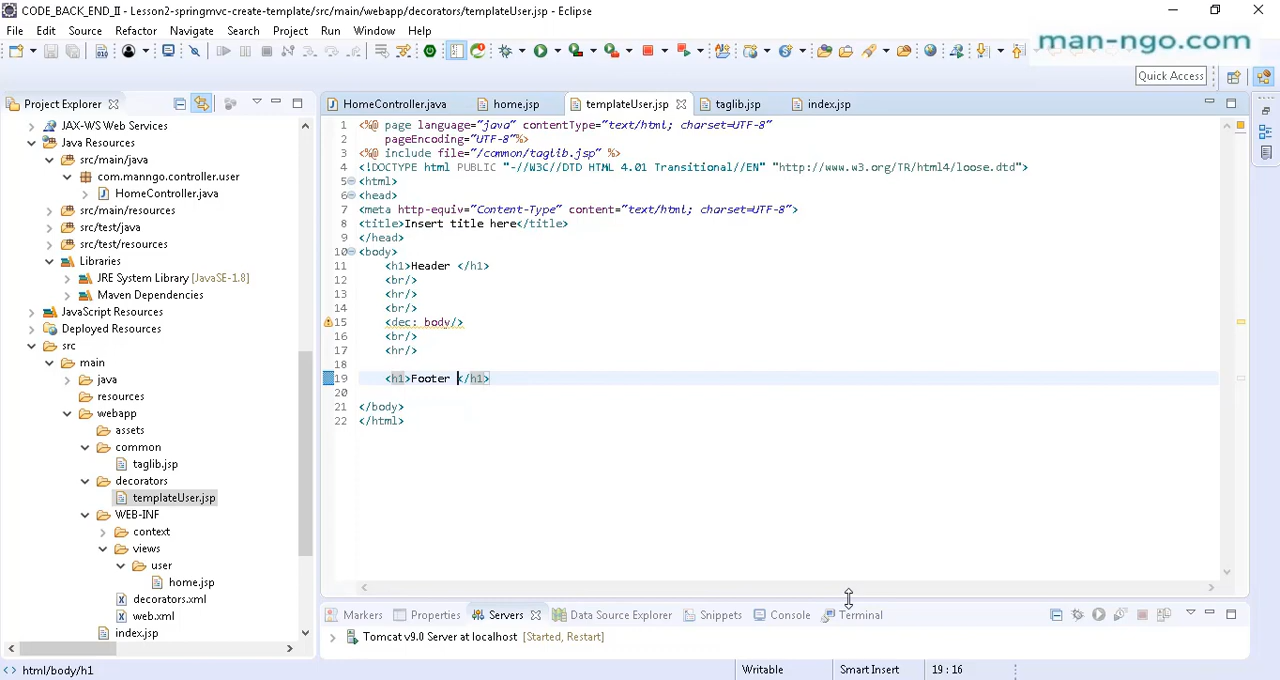 CODE_BACK_END_II - Lesson2-springmvc-create-template/src/main/webapp/decorators/templateUser.jsp - Eclipse
File Edit Source Refactor Navigate Search Project Run Window Help
man-ngo.com
Quick Access
Project Explorer
HomeController.java home.jsp templateUser.jsp taglib.jsp index.jsp
JAX-WS Web Services
Java Resources
src/main/java
com.manngo.controller.user
HomeController.java
src/main/resources
src/test/java
src/test/resources
Libraries
JRE System Library [JavaSE-1.8]
Maven Dependencies
JavaScript Resources
Deployed Resources
src
main
java
resources
webapp
assets
common
taglib.jsp
decorators
templateUser.jsp
WEB-INF
context
views
user
home.jsp
decorators.xml
web.xml
index.jsp
1 <%@ page language="java" contentType="text/html; charset=UTF-8"
2 pageEncoding="UTF-8"%>
3 <%@ include file="/common/taglib.jsp" %>
4 <!DOCTYPE html PUBLIC "-//W3C//DTD HTML 4.01 Transitional//EN" "http://www.w3.org/TR/html4/loose.dtd">
5 <html>
6 <head>
7 <meta http-equiv="Content-Type" content="text/html; charset=UTF-8">
8 <title>Insert title here</title>
9 </head>
10 <body>
11 <h1>Header </h1>
12 <br/>
13 <hr/>
14 <br/>
15 <dec: body/>
16 <br/>
17 <hr/>
18
19 <h1>Footer </h1>
20
21 </body>
22 </html>
Markers Properties Servers Data Source Explorer Snippets Console Terminal
Tomcat v9.0 Server at localhost [Started, Restart]
html/body/h1 Writable Smart Insert 19 : 16